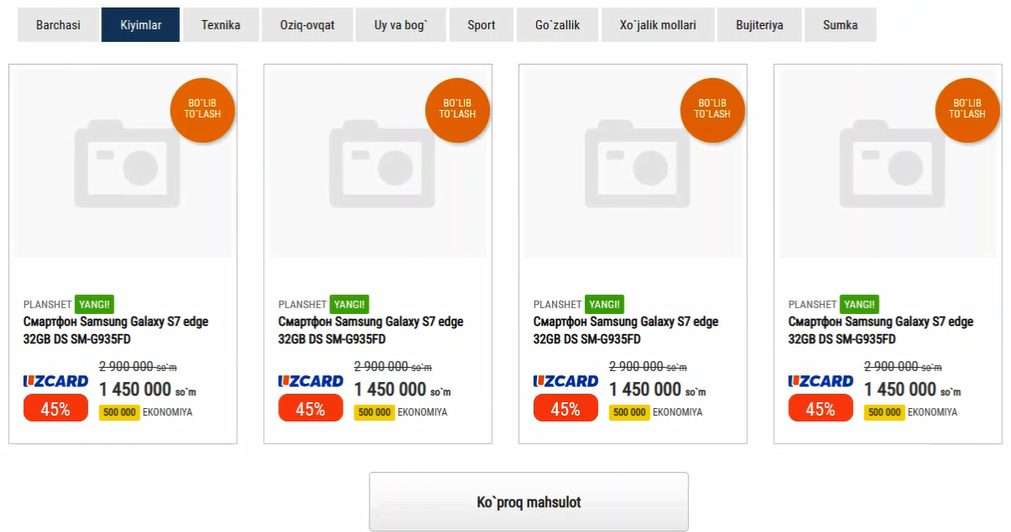 Barchasi
Kiyimlar
Texnika
Oziq-ovqat
Uy va bog`
Sport
Go`zallik
Xo`jalik mollari
Bujiteriya
Sumka
BO`LIB
TO`LASH
PLANSHET YANGI!
Смартфон Samsung Galaxy S7 edge
32GB DS SM-G935FD
2 900 000 so`m
UZCARD
1 450 000 so`m
45%
500 000 EKONOMIYA
BO`LIB
TO`LASH
PLANSHET YANGI!
Смартфон Samsung Galaxy S7 edge
32GB DS SM-G935FD
2 900 000 so`m
UZCARD
1 450 000 so`m
45%
500 000 EKONOMIYA
BO`LIB
TO`LASH
PLANSHET YANGI!
Смартфон Samsung Galaxy S7 edge
32GB DS SM-G935FD
2 900 000 so`m
UZCARD
1 450 000 so`m
45%
500 000 EKONOMIYA
BO`LIB
TO`LASH
PLANSHET YANGI!
Смартфон Samsung Galaxy S7 edge
32GB DS SM-G935FD
2 900 000 so`m
UZCARD
1 450 000 so`m
45%
500 000 EKONOMIYA
Ko`proq mahsulot